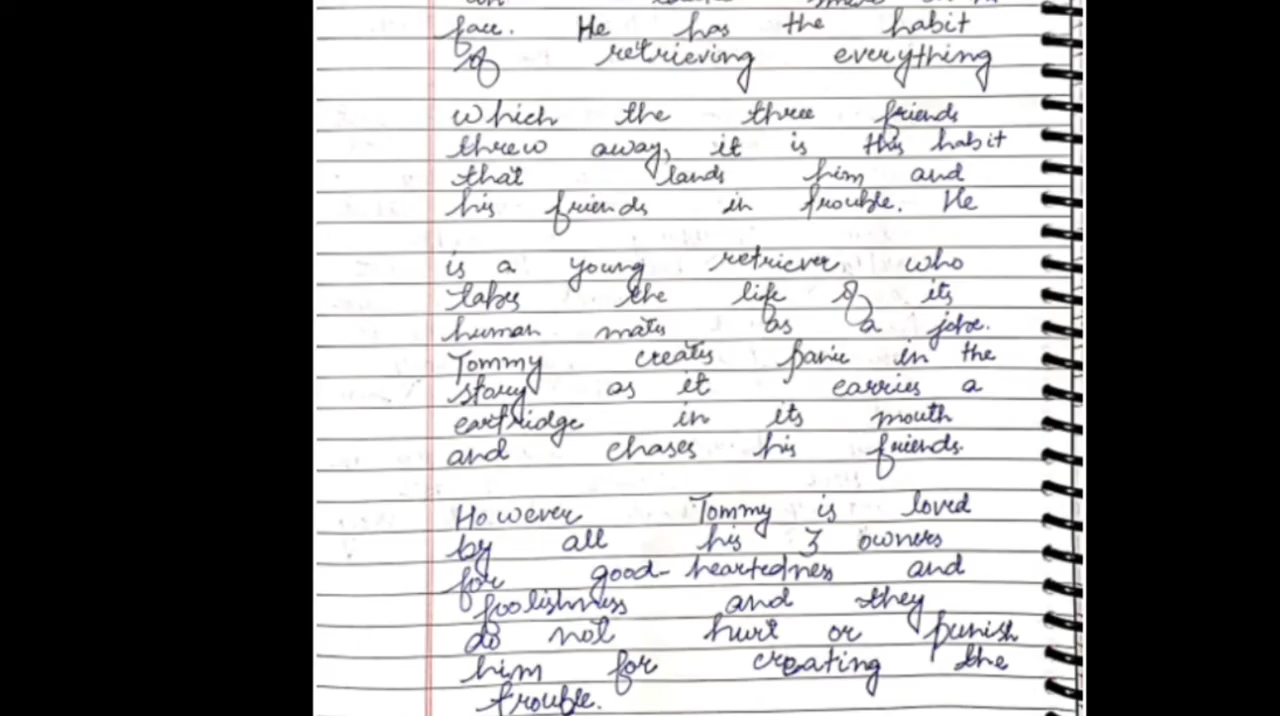 face. He has the habit
of retrieving everything
which the three friends
threw away, it is this habit
that lands him and
his friends in trouble. He
is a young retriever who
takes the life of its
human mates as a joke.
Tommy creates panic in the
story as it carries a
cartridge in its mouth
and chases his friends.
However Tommy is loved
by all his 3 owners
for good-heartedness and
foolishness and they
do not hurt or punish
him for creating the
trouble.